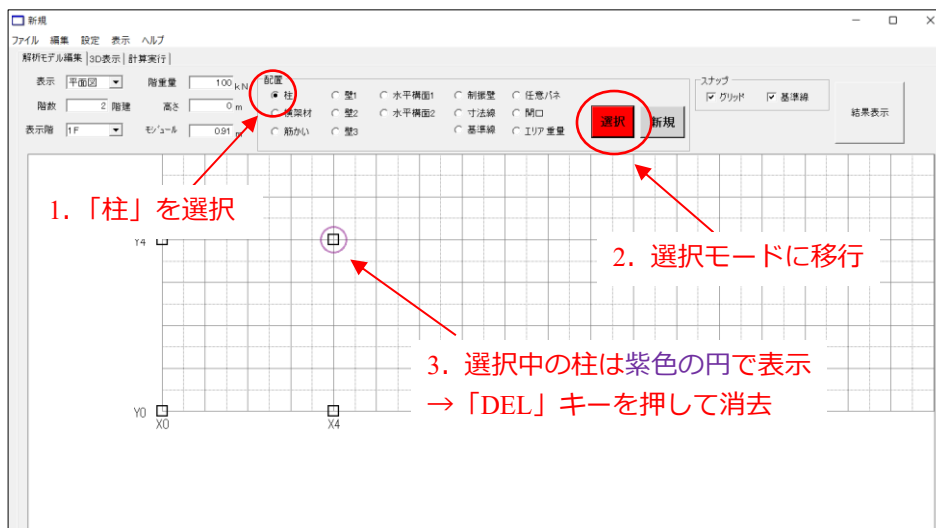 新規
ファイル 編集 設定 表示 ヘルプ
解析モデル編集 3D表示 計算実行
表示 平面図 階重量 100 kN
階数 2 階建 高さ 0 m
表示階 1F モジュール 0.91 m
配置
柱 壁1 水平構面1 制振壁 任意バネ
横架材 壁2 水平構面2 寸法線 開口
筋かい 壁3 基準線 エリア重量
選択 新規
スナップ
グリッド 基準線
結果表示
1.「柱」を選択
2. 選択モードに移行
Y4
3. 選択中の柱は紫色の円で表示
→「DEL」キーを押して消去
Y0
X0 X4